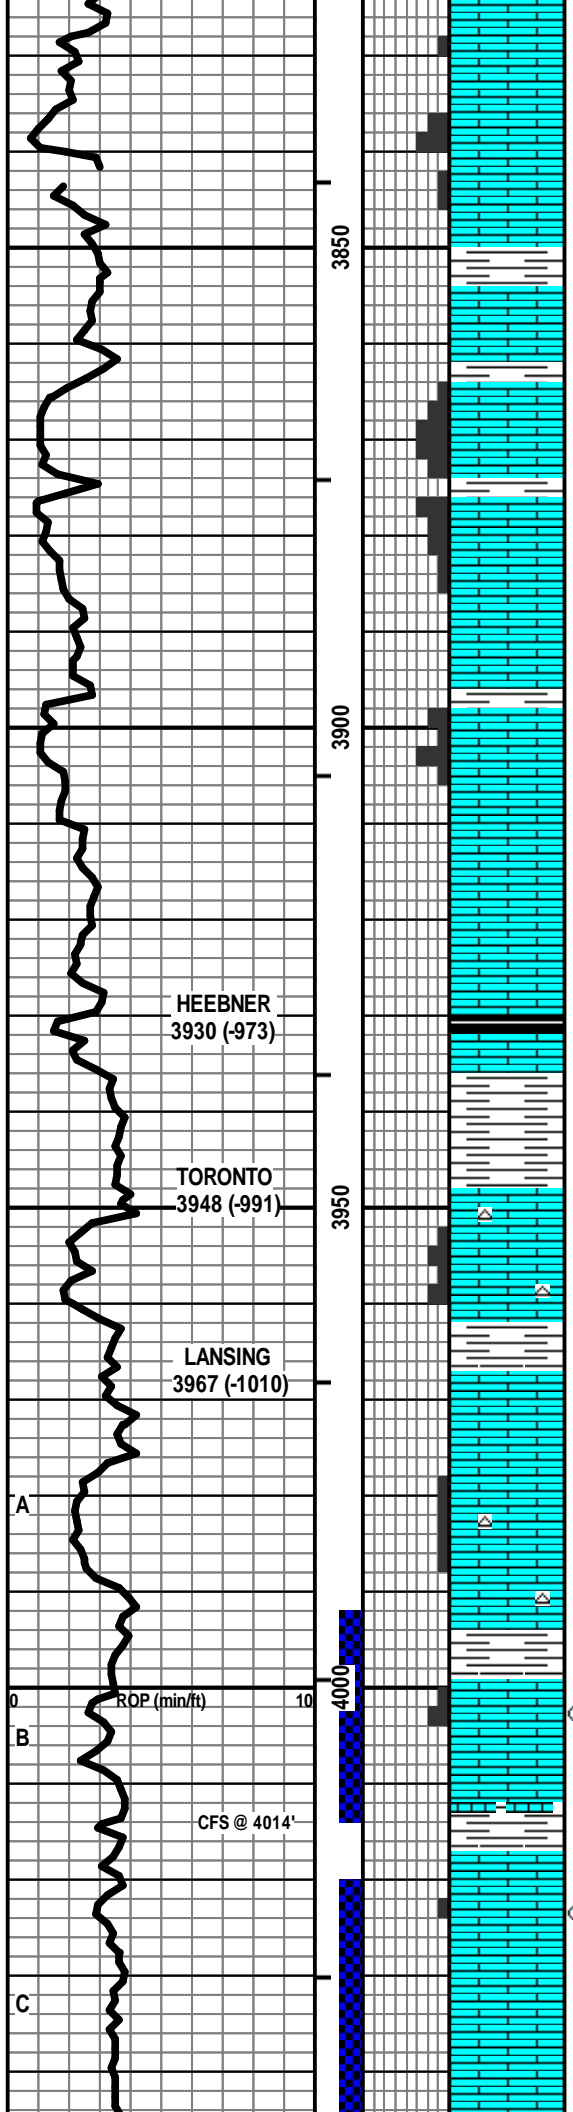 3850
3900
HEEBNER
3930 (-973)
TORONTO
3948 (-991)
3950
LANSING
3967 (-1010)
A
4000
0 ROP (min/ft) 10
B
CFS @ 4014'
C